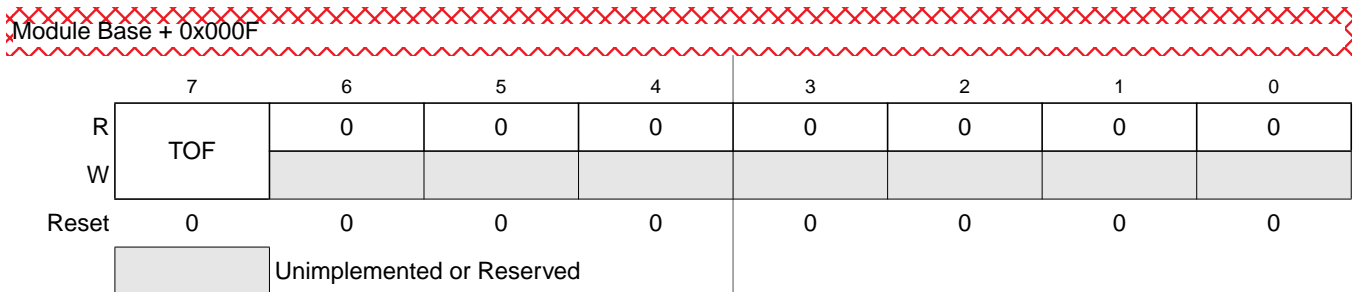 Module Base + 0x000F
7 6 5 4 3 2 1 0
R TOF 0 0 0 0 0 0 0
W
Reset 0 0 0 0 0 0 0 0
Unimplemented or Reserved